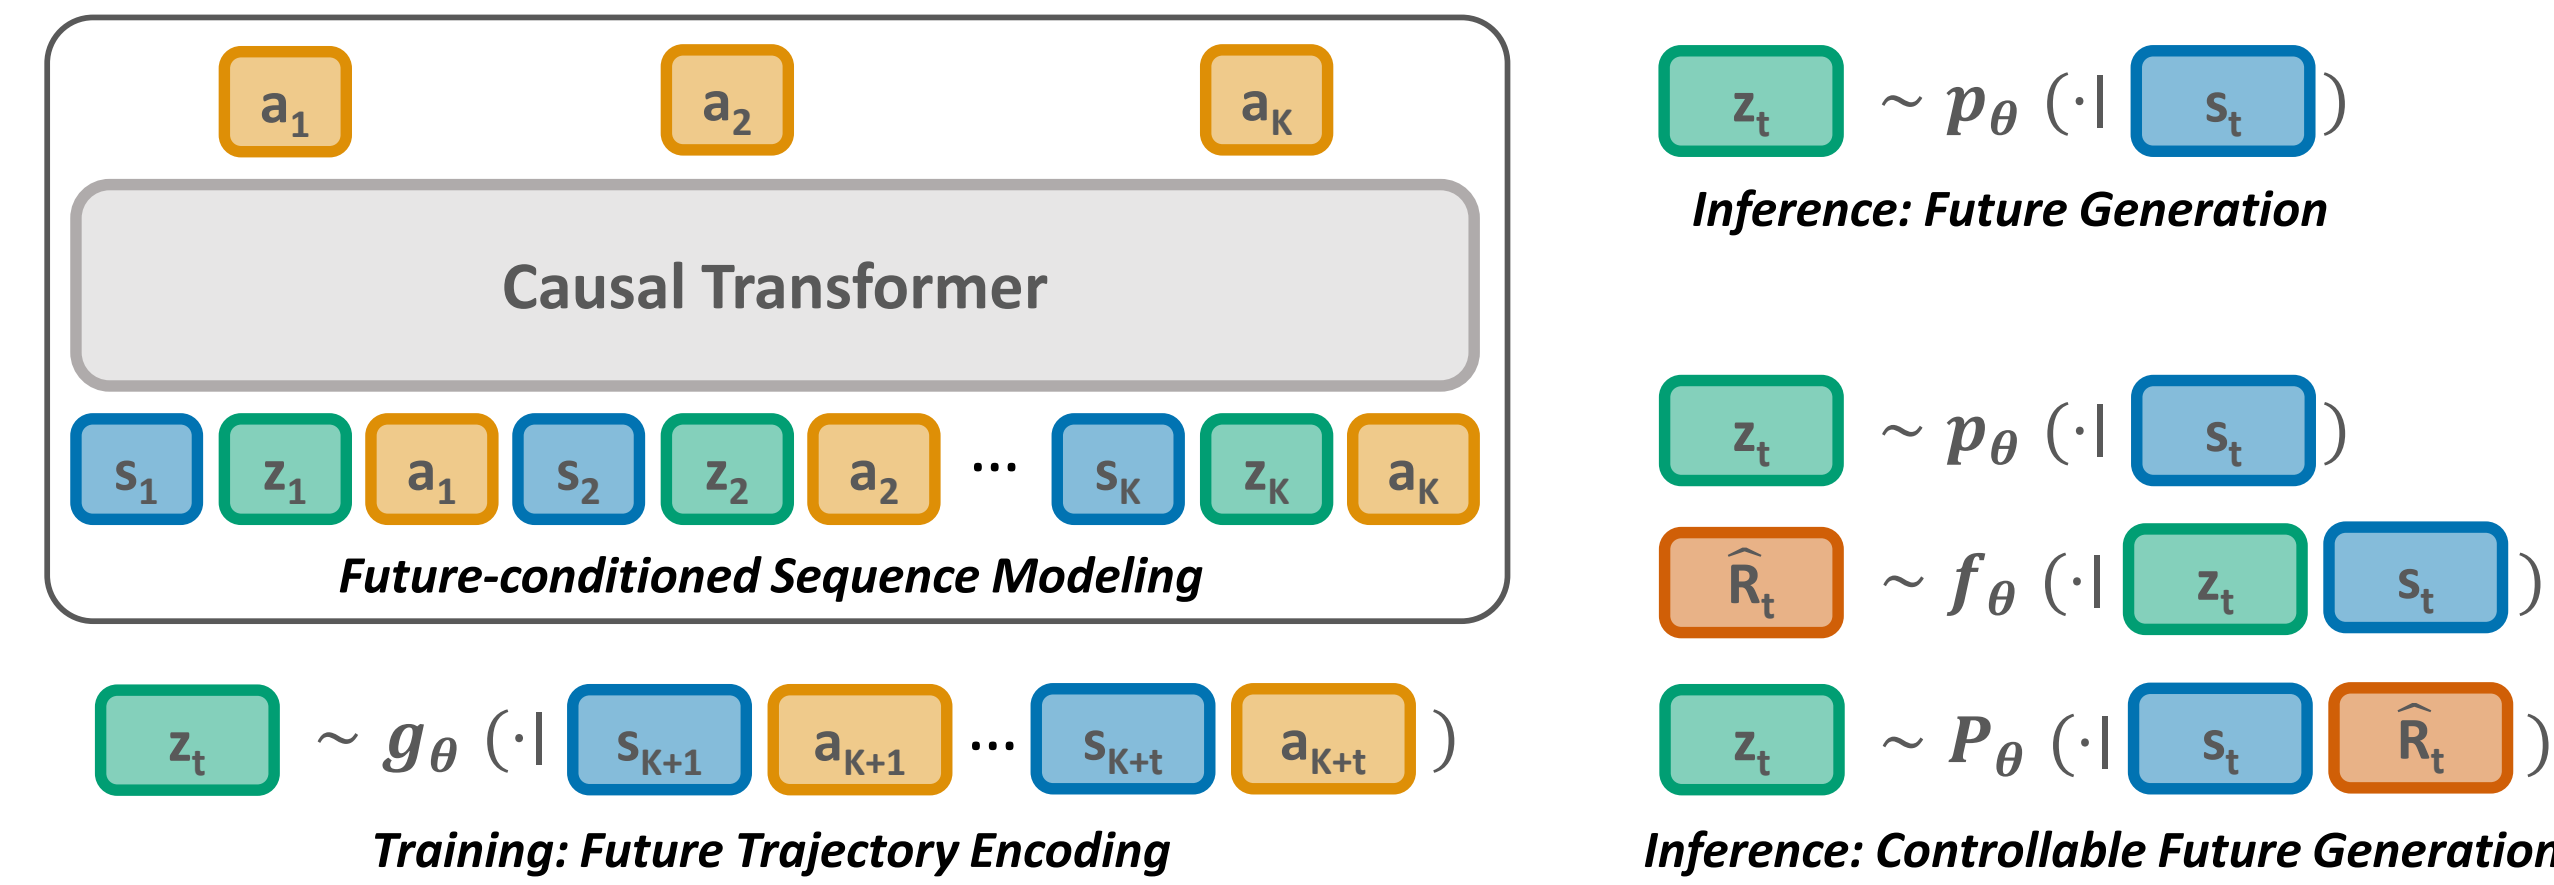 a₁ a₂ aK
Causal Transformer
s₁ z₁ a₁ s₂ z₂ a₂ ... sK zK aK
Future-conditioned Sequence Modeling
zₜ ~ gθ (·| sK+1 aK+1 ... sK+t aK+t )
Training: Future Trajectory Encoding
zₜ ~ pθ (·| sₜ )
Inference: Future Generation
zₜ ~ pθ (·| sₜ )
R̂ₜ ~ fθ (·| zₜ sₜ )
zₜ ~ Pθ (·| sₜ R̂ₜ )
Inference: Controllable Future Generation